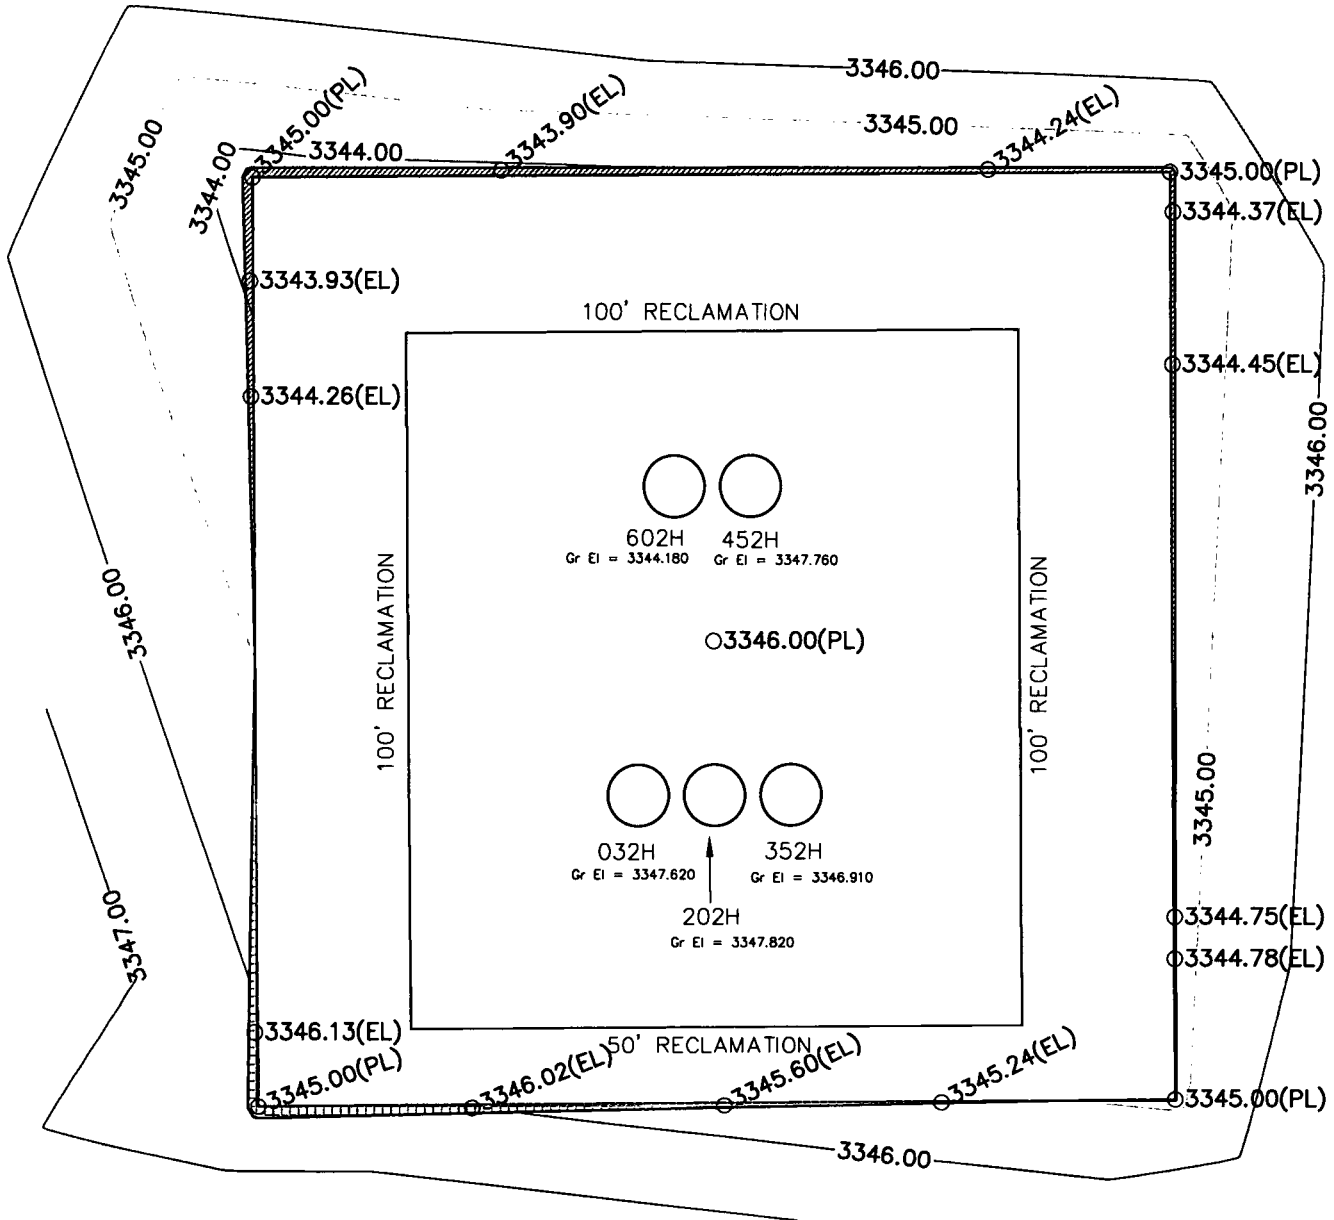 3346.00
3345.00(PL)
3343.90(EL)
3344.24(EL)
3345.00
3345.00
3344.00
3344.00
3345.00(PL)
3344.37(EL)
3343.93(EL)
100' RECLAMATION
3344.45(EL)
3344.26(EL)
3346.00
602H
Gr El = 3344.180
452H
Gr El = 3347.760
3346.00
100' RECLAMATION
3346.00(PL)
100' RECLAMATION
3345.00
032H
Gr El = 3347.620
352H
Gr El = 3346.910
202H
Gr El = 3347.820
3347.00
3344.75(EL)
3344.78(EL)
3346.13(EL)
50' RECLAMATION
3345.00(PL)
3346.02(EL)
3345.60(EL)
3345.24(EL)
3345.00(PL)
3346.00